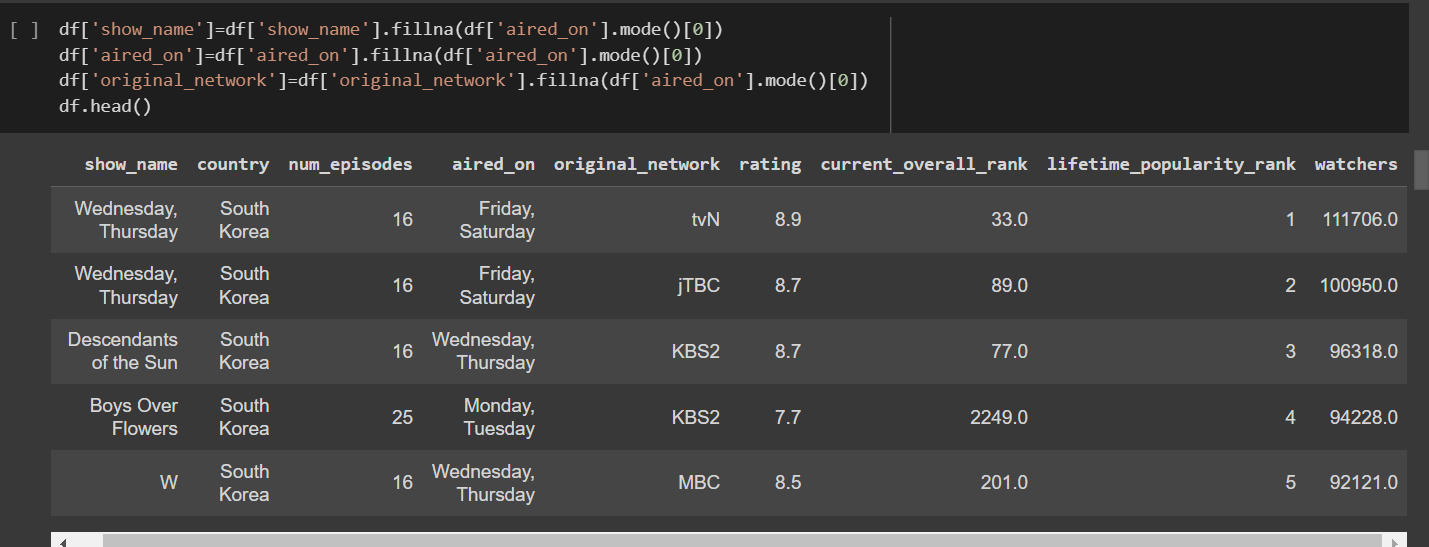 [ ] df['show_name']=df['show_name'].fillna(df['aired_on'].mode()[0])
df['aired_on']=df['aired_on'].fillna(df['aired_on'].mode()[0])
df['original_network']=df['original_network'].fillna(df['aired_on'].mode()[0])
df.head()
show_name country num_episodes aired_on original_network rating current_overall_rank lifetime_popularity_rank watchers
Wednesday, South Friday,
Thursday Korea 16 Saturday tvN 8.9 33.0 1 111706.0
Wednesday, South Friday,
Thursday Korea 16 Saturday jTBC 8.7 89.0 2 100950.0
Descendants South Wednesday,
of the Sun Korea 16 Thursday KBS2 8.7 77.0 3 96318.0
Boys Over South Monday,
Flowers Korea 25 Tuesday KBS2 7.7 2249.0 4 94228.0
South Wednesday,
W Korea 16 Thursday MBC 8.5 201.0 5 92121.0